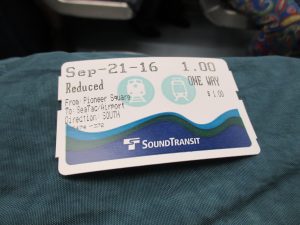 Sep-21-16 1.00
Reduced ONE WAY
$ 1.00
From: Pioneer Square
To: SeaTac/Airport
Direction: SOUTH
SOUNDTRANSIT